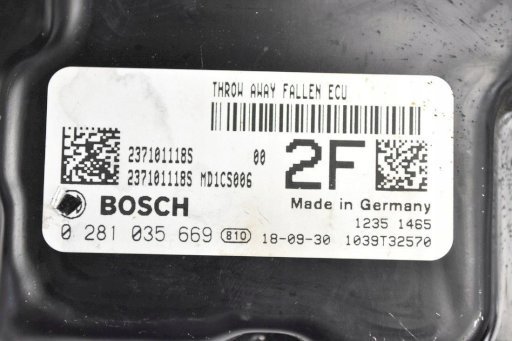 THROW AWAY FALLEN ECU
237101118S 00
237101118S MD1CS006
2F
BOSCH
Made in Germany
1235 1465
0 281 035 669 810 18-09-30 1039T32570